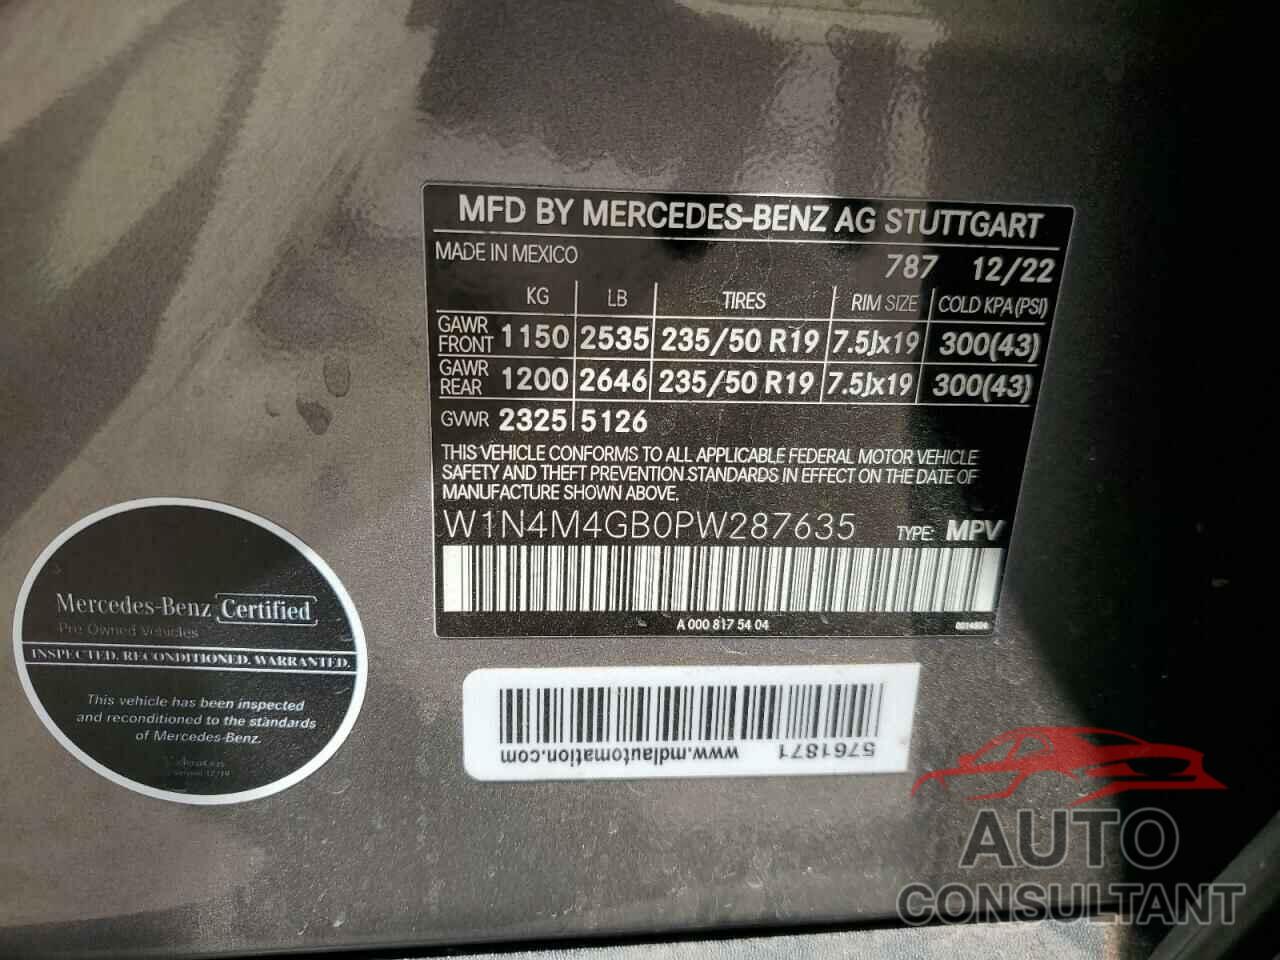 MFD BY MERCEDES-BENZ AG STUTTGART
MADE IN MEXICO 787 12/22
KG LB TIRES RIM SIZE COLD KPA (PSI)
GAWR FRONT 1150 2535 235/50 R19 7.5Jx19 300(43)
GAWR REAR 1200 2646 235/50 R19 7.5Jx19 300(43)
GVWR 2325 5126
THIS VEHICLE CONFORMS TO ALL APPLICABLE FEDERAL MOTOR VEHICLE
SAFETY AND THEFT PREVENTION STANDARDS IN EFFECT ON THE DATE OF
MANUFACTURE SHOWN ABOVE.
W1N4M4GB0PW287635 TYPE: MPV
A 000 817 54 04
Mercedes-Benz Certified
Pre-Owned Vehicles
INSPECTED. RECONDITIONED. WARRANTED.
This vehicle has been inspected
and reconditioned to the standards
of Mercedes-Benz.
5761871
www.mdlautomation.com
AUTO
CONSULTANT